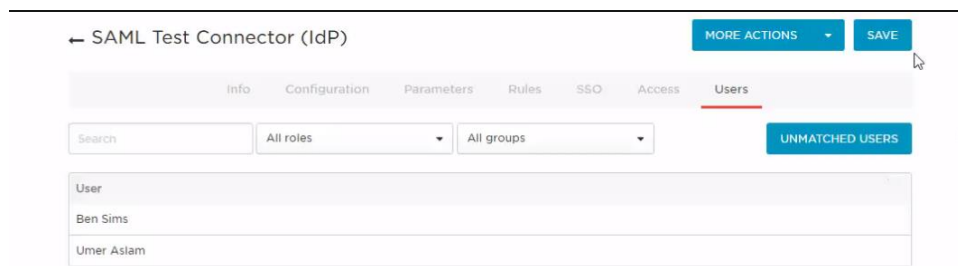 ← SAML Test Connector (IdP)
MORE ACTIONS
SAVE
Info Configuration Parameters Rules SSO Access Users
Search
All roles
All groups
UNMATCHED USERS
User
Ben Sims
Umer Aslam